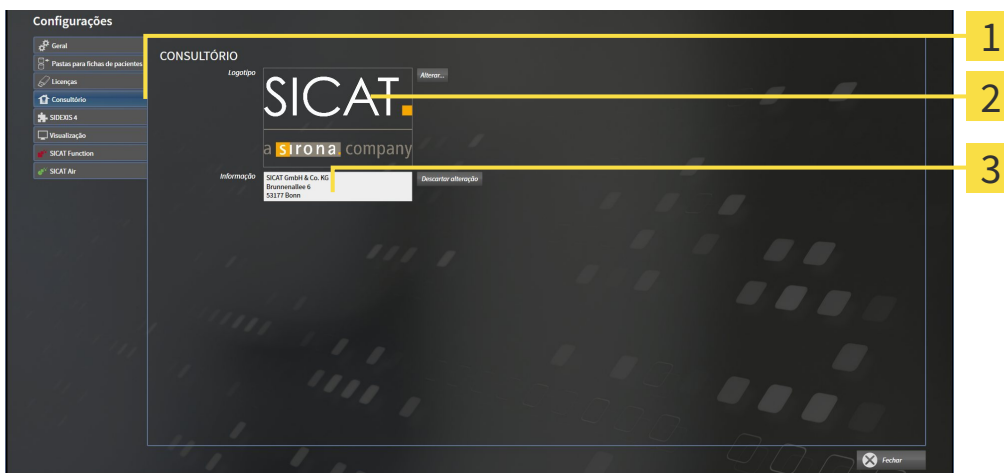 Configurações
Geral
Pastas para fichas de pacientes
Licenças
Consultório
SIDEXIS 4
Visualização
SICAT Function
SICAT Air
CONSULTÓRIO
Logotipo
SICAT.
a sirona. company
Alterar...
Informação
SICAT GmbH & Co. KG
Brunnenallee 6
53177 Bonn
Descartar alteração
Fechar
1
2
3